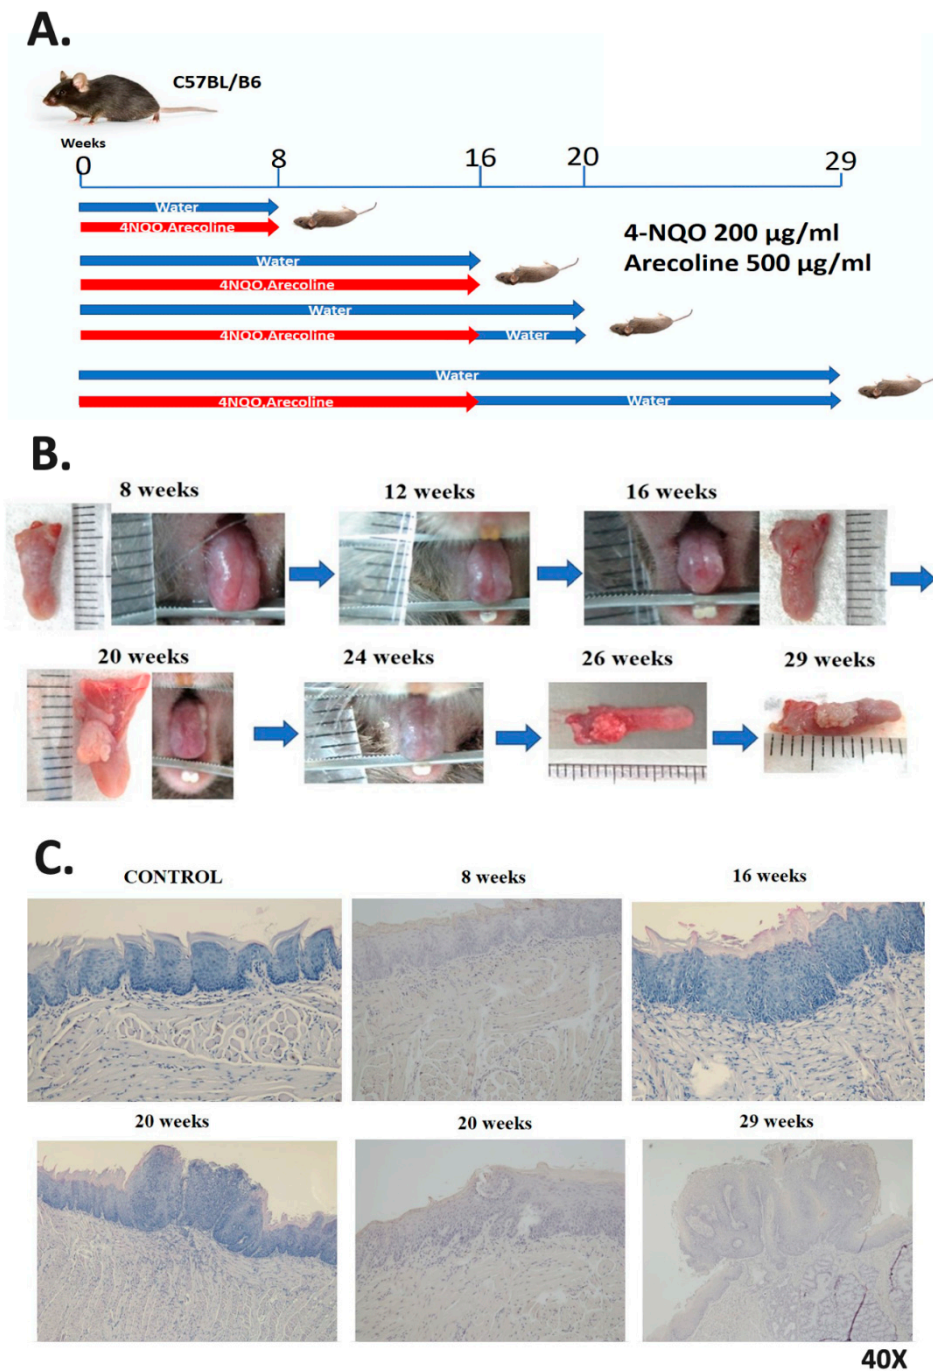 A.
C57BL/B6
Weeks
0 8 16 20 29
Water
4NQO.Arecoline
4-NQO 200 µg/ml
Arecoline 500 µg/ml
Water
4NQO.Arecoline
Water
4NQO.Arecoline Water
Water
4NQO.Arecoline Water
B.
8 weeks 12 weeks 16 weeks
20 weeks 24 weeks 26 weeks 29 weeks
C.
CONTROL 8 weeks 16 weeks
20 weeks 20 weeks 29 weeks
40X